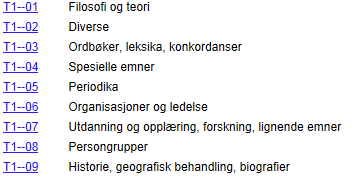 T1--01 Filosofi og teori
T1--02 Diverse
T1--03 Ordbøker, leksika, konkordanser
T1--04 Spesielle emner
T1--05 Periodika
T1--06 Organisasjoner og ledelse
T1--07 Utdanning og opplæring, forskning, lignende emner
T1--08 Persongrupper
T1--09 Historie, geografisk behandling, biografier